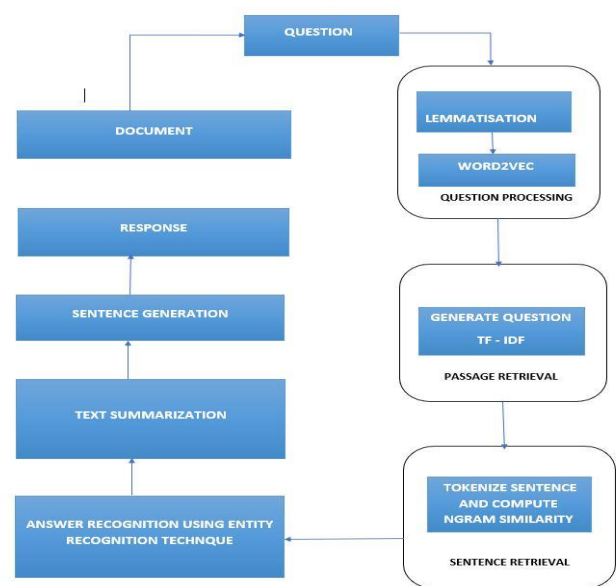 QUESTION
DOCUMENT
LEMMATISATION
WORD2VEC
QUESTION PROCESSING
RESPONSE
GENERATE QUESTION
TF - IDF
PASSAGE RETRIEVAL
SENTENCE GENERATION
TEXT SUMMARIZATION
TOKENIZE SENTENCE
AND COMPUTE
NGRAM SIMILARITY
SENTENCE RETRIEVAL
ANSWER RECOGNITION USING ENTITY
RECOGNITION TECHNQUE